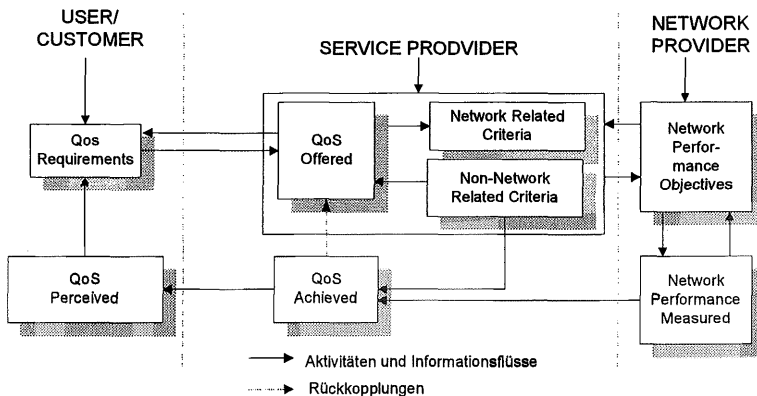 USER/
CUSTOMER
SERVICE PRODVIDER
NETWORK
PROVIDER
Qos
Requirements
QoS
Offered
Network Related
Criteria
Non-Network
Related Criteria
Network
Perfor-
mance
Objectives
QoS
Perceived
QoS
Achieved
Network
Performance
Measured
Aktivitäten und Informationsflüsse
Rückkopplungen